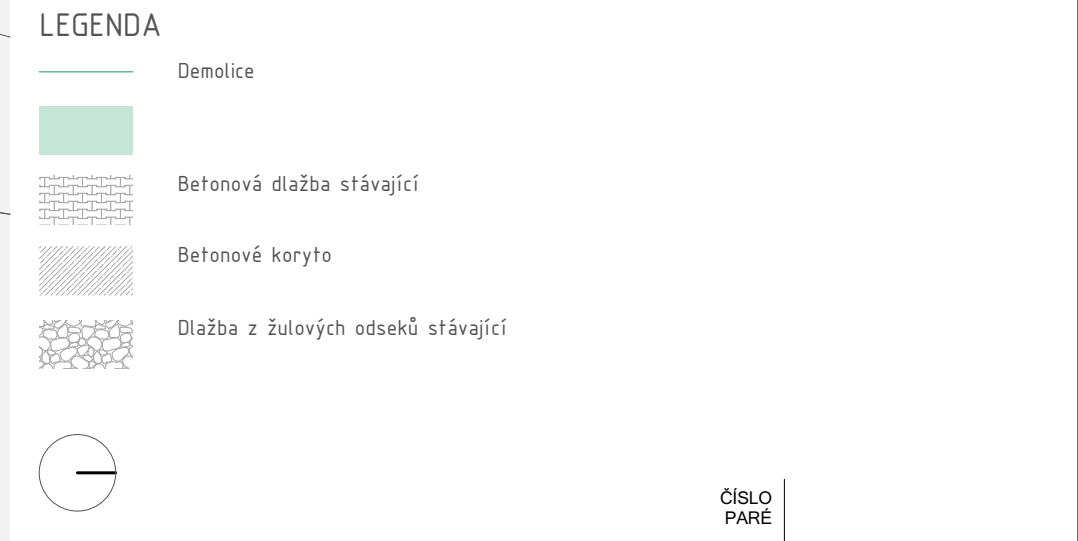 LEGENDA
Demolice
Betonová dlažba stávající
Betonové koryto
Dlažba z žulových odseků stávající
ČÍSLO
PARÉ